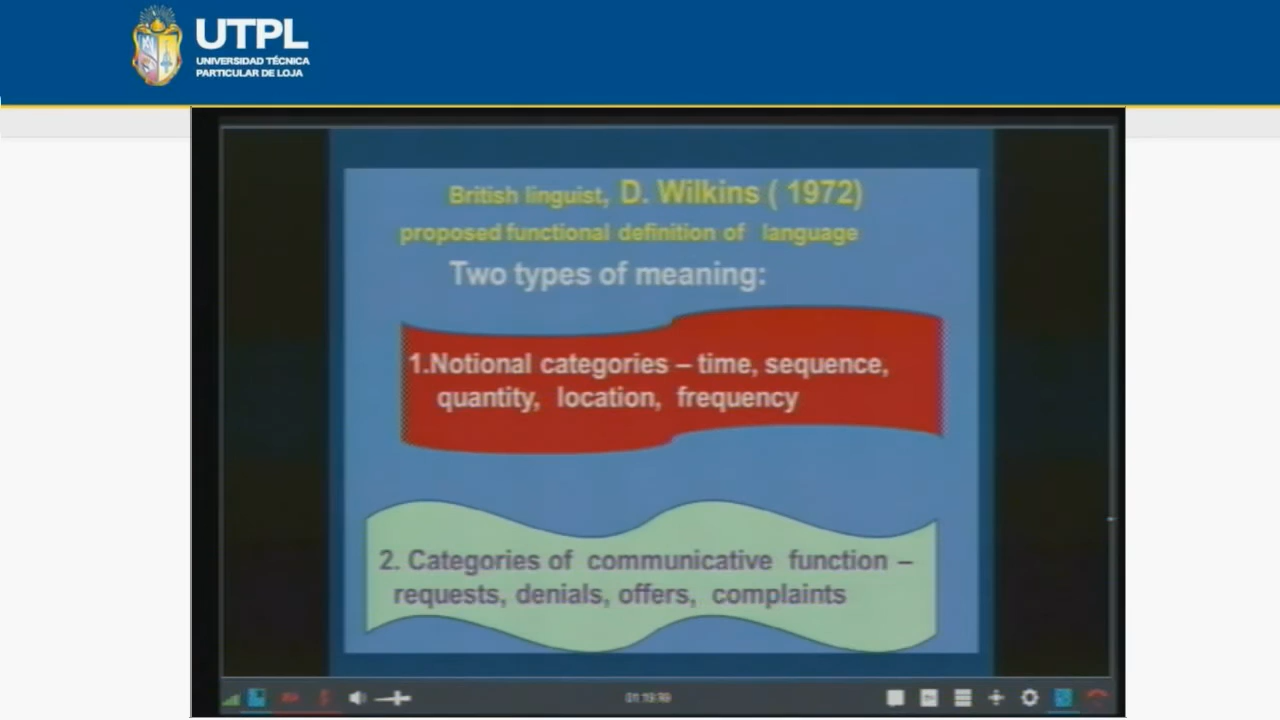 UTPL
UNIVERSIDAD TÉCNICA
PARTICULAR DE LOJA
British linguist, D. Wilkins ( 1972)
proposed functional definition of language
Two types of meaning:
1.Notional categories – time, sequence,
quantity, location, frequency
2. Categories of communicative function –
requests, denials, offers, complaints